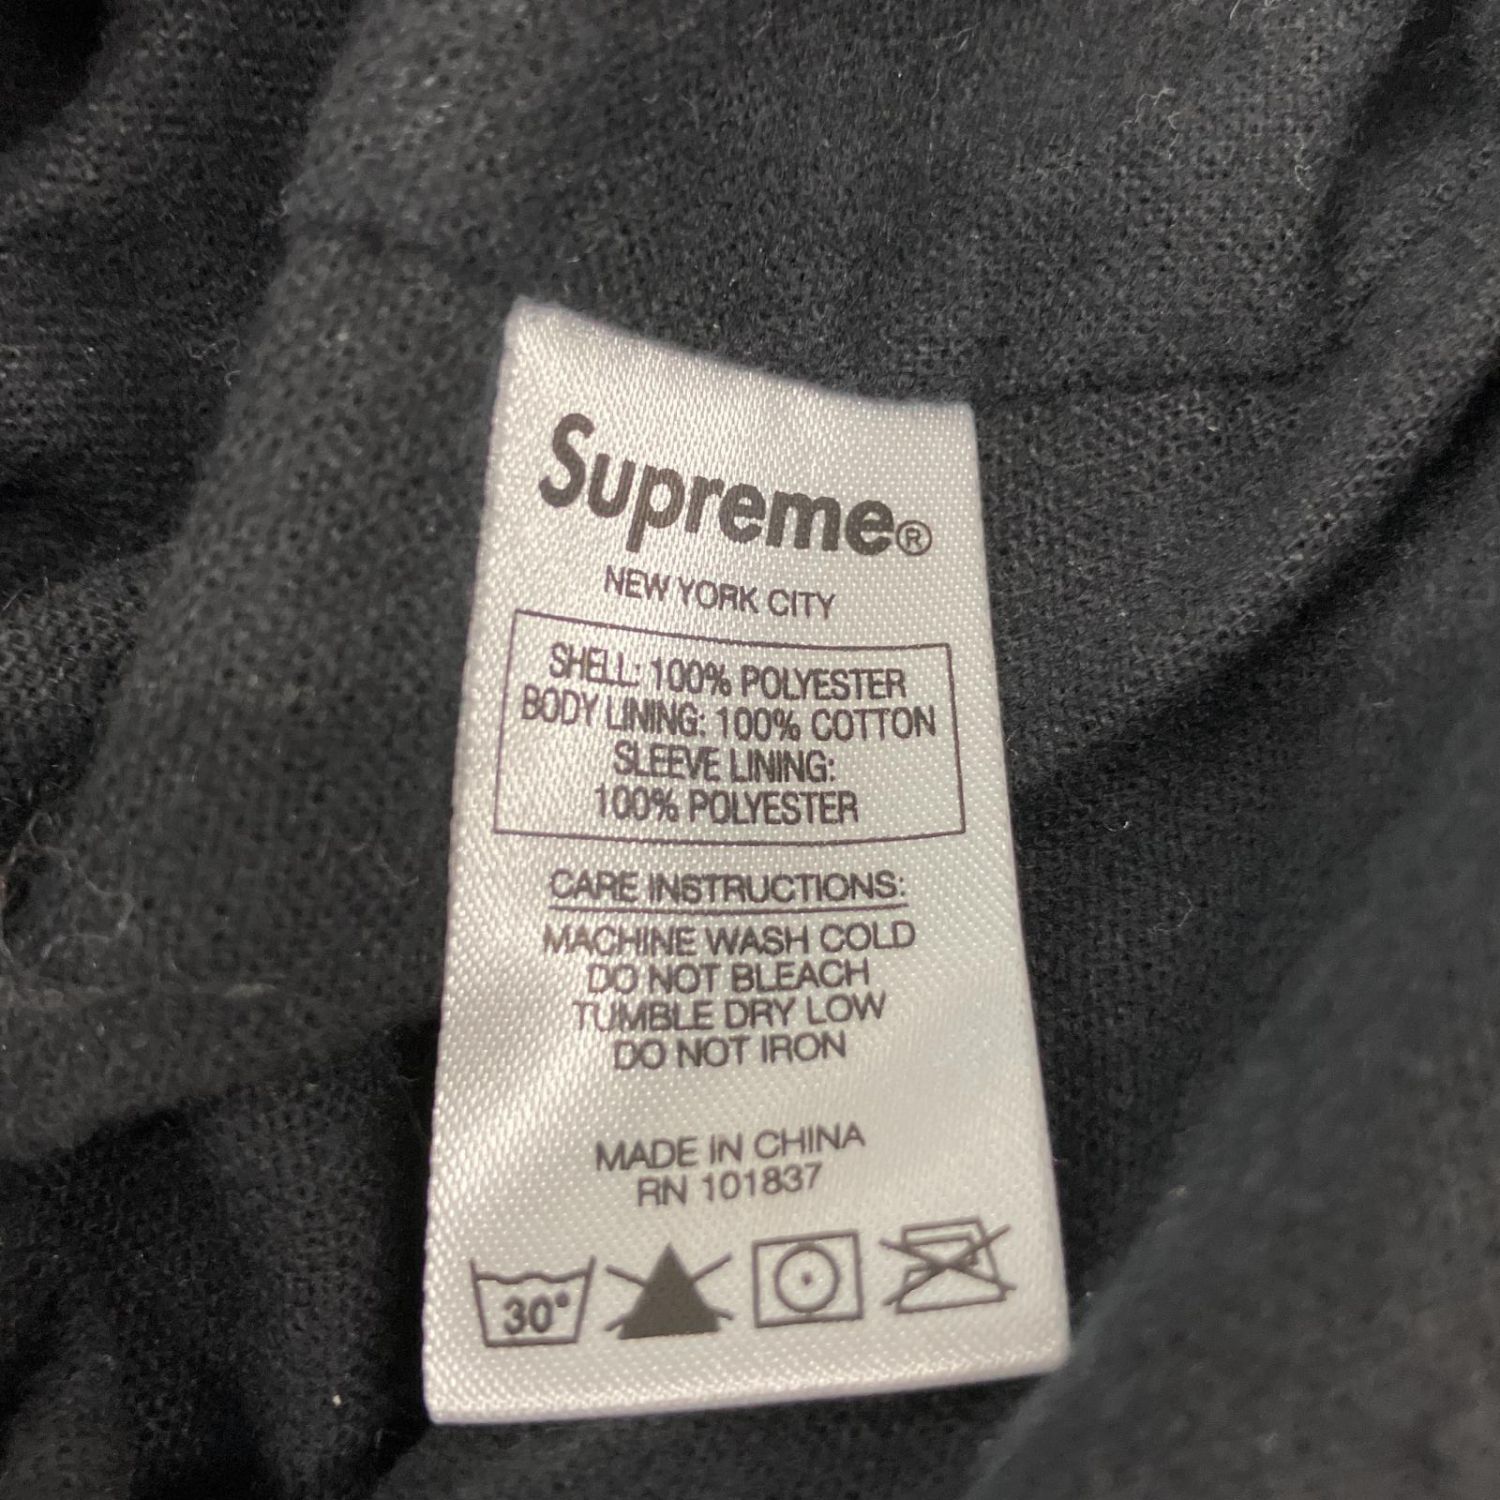 Supreme®
NEW YORK CITY
SHELL: 100% POLYESTER
BODY LINING: 100% COTTON
SLEEVE LINING:
100% POLYESTER
CARE INSTRUCTIONS:
MACHINE WASH COLD
DO NOT BLEACH
TUMBLE DRY LOW
DO NOT IRON
MADE IN CHINA
RN 101837
30°